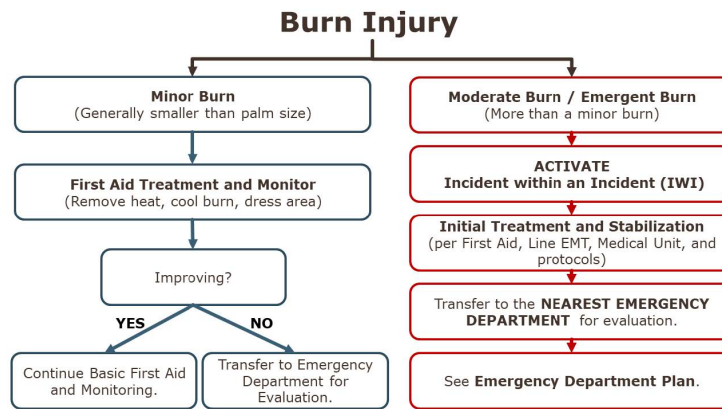 Burn Injury
Minor Burn
(Generally smaller than palm size)
First Aid Treatment and Monitor
(Remove heat, cool burn, dress area)
Improving?
YES
NO
Continue Basic First Aid
and Monitoring.
Transfer to Emergency
Department for
Evaluation.
Moderate Burn / Emergent Burn
(More than a minor burn)
ACTIVATE
Incident within an Incident (IWI)
Initial Treatment and Stabilization
(per First Aid, Line EMT, Medical Unit, and
protocols)
Transfer to the NEAREST EMERGENCY
DEPARTMENT for evaluation.
See Emergency Department Plan.